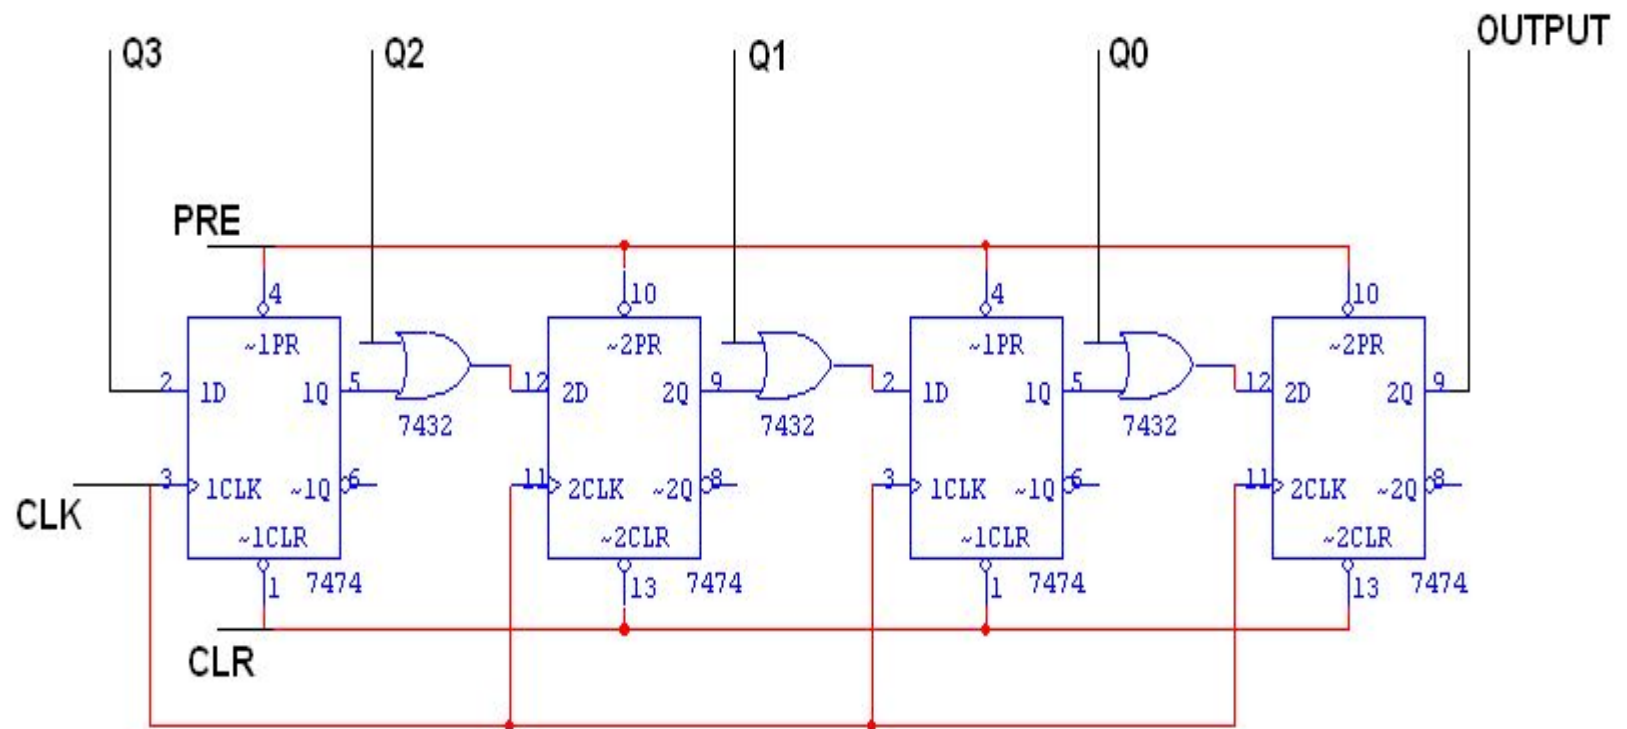 OUTPUT
Q3 Q2 Q1 Q0
PRE
4 10 4 10
~1PR ~2PR ~1PR ~2PR
2 1D 1Q 5 12 2D 2Q 9 2 1D 1Q 5 12 2D 2Q 9
7432 7432 7432
3 1CLK ~1Q 6 11 2CLK ~2Q 8 3 1CLK ~1Q 6 11 2CLK ~2Q 8
CLK
~1CLR ~2CLR ~1CLR ~2CLR
1 7474 13 7474 1 7474 13 7474
CLR